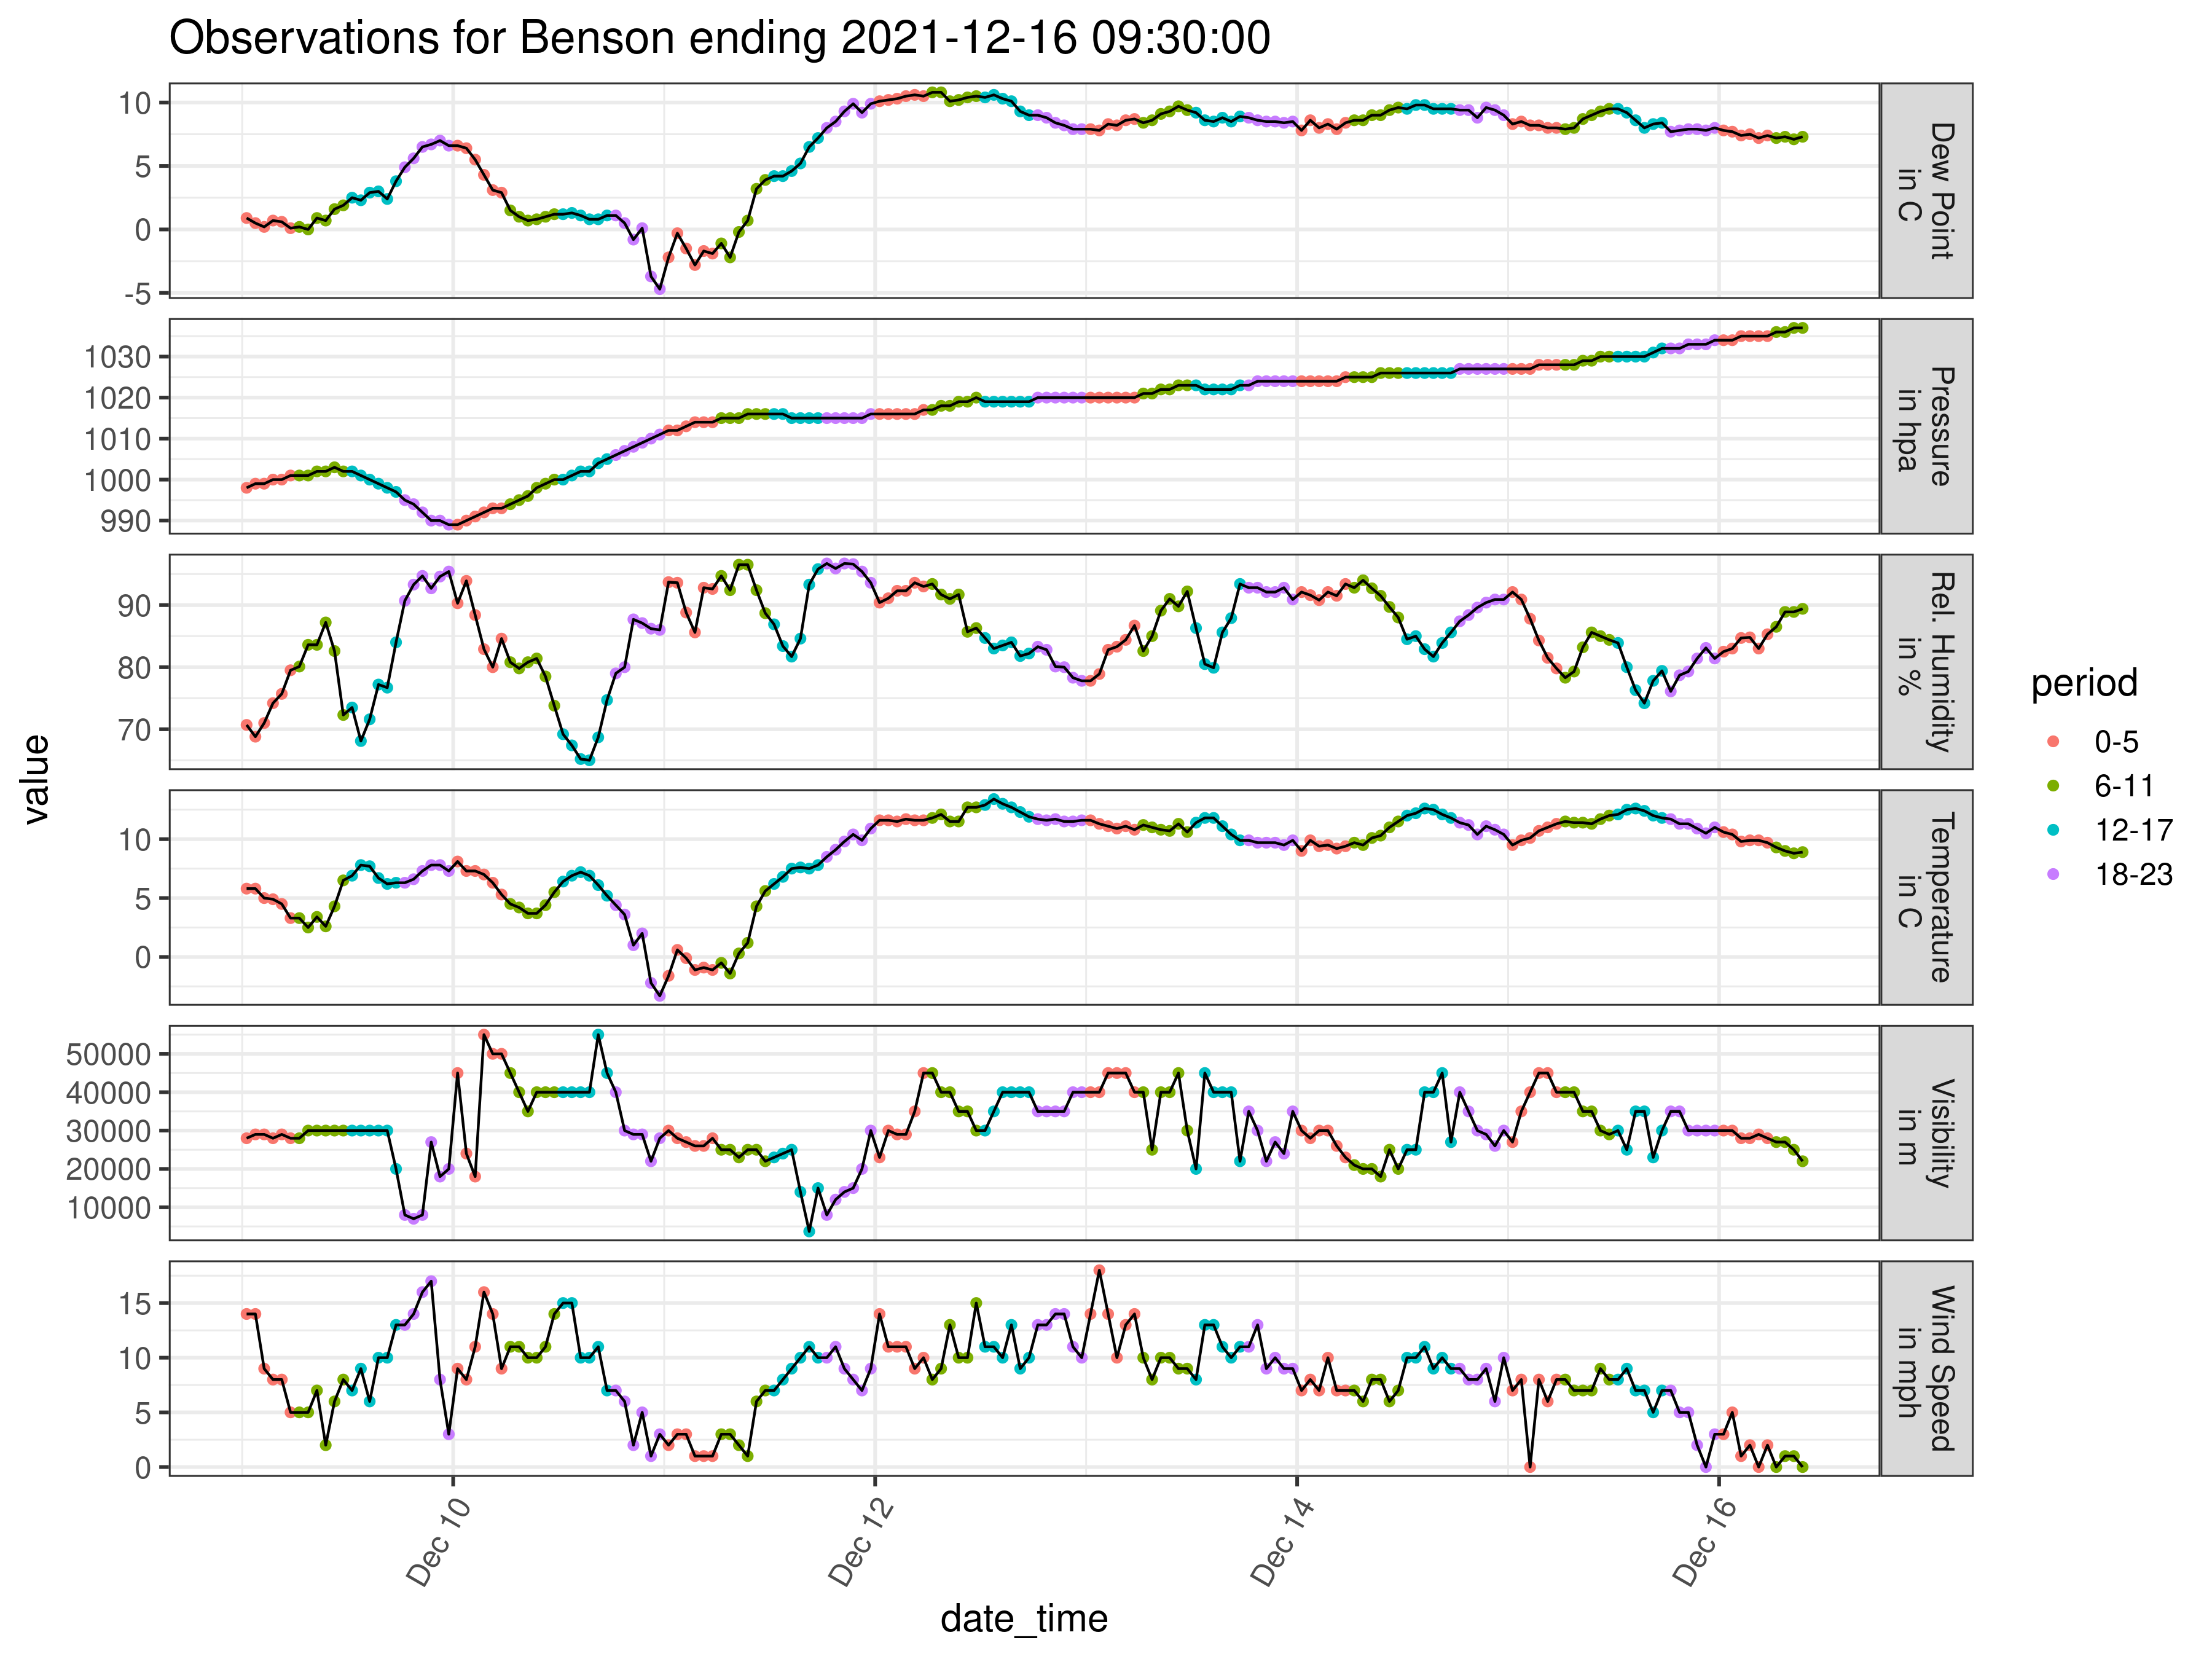 Observations for Benson ending 2021-12-16 09:30:00
value
10
5
0
-5
Dew Point
in C
1030
1020
1010
1000
990
Pressure
in hpa
90
80
70
Rel. Humidity
in %
10
5
0
Temperature
in C
50000
40000
30000
20000
10000
Visibility
in m
15
10
5
0
Wind Speed
in mph
Dec 10
Dec 12
Dec 14
Dec 16
date_time
period
0-5
6-11
12-17
18-23